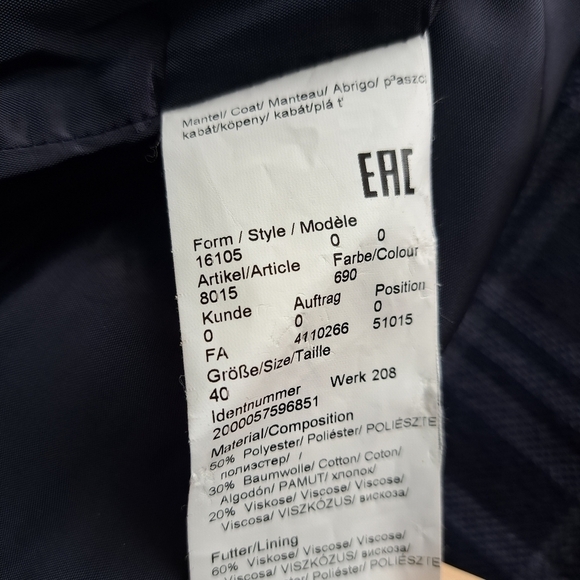 Mantel/ Coat/ Manteau/ Abrigo/ p³aszc
kabát/köpeny/ kabát/plá t'
EAC
Form / Style / Modèle
16105 0 0
Artikel/Article Farbe/Colour
8015 690
Kunde Auftrag Position
0 0 0
FA 4110266 51015
Größe/Size/Taille
40
Identnummer Werk 208
2000057596851
Material/Composition
50% Polyester/ Poliéster/ POLIÉSZTE
полиэстер/ /
30% Baumwolle/ Cotton/ Coton/
Algodón/ PAMUT/ хлопок/
20% Viskose/ Viscose/ Viscose/
Viscosa/ VISZKÓZUS/ вискоза/
Futter/Lining
60% Viskose/ Viscose/ Viscose/
Viscosa/ VISZKÓZUS/ вискоза/
Polyester/ Poliéster/ POLIÉSZTE